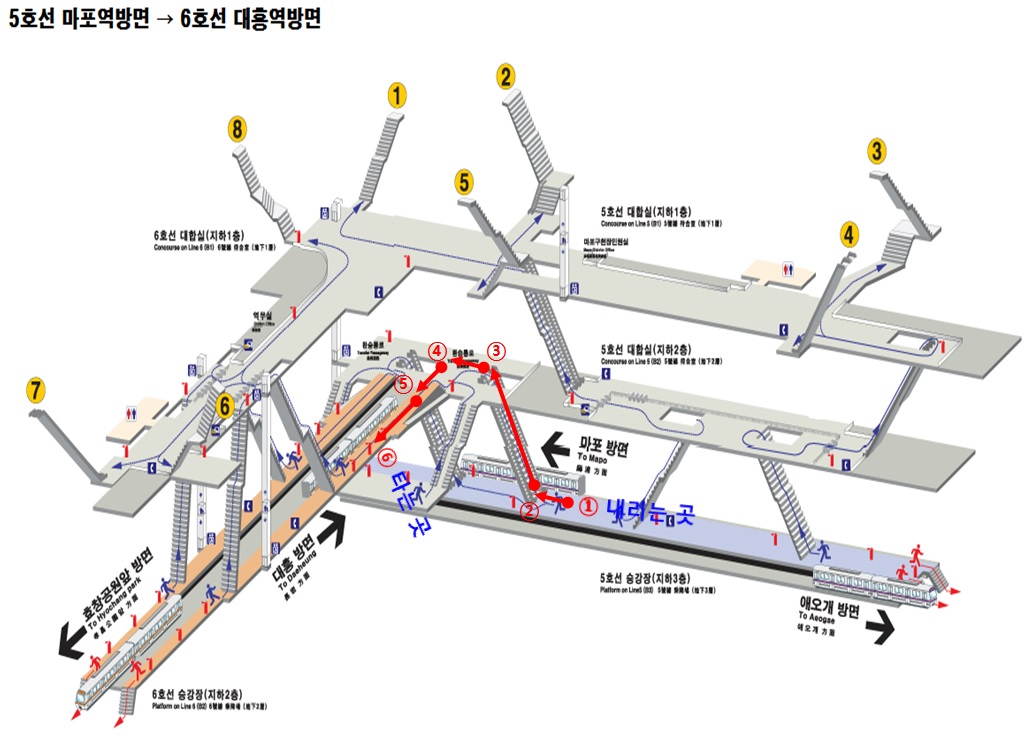 5호선 마포역방면 → 6호선 대흥역방면
1
2
8
3
5
4
6호선 대합실(지하1층)
Concourse on Line 6 (B1) 6號線 待合室 (地下1層)
5호선 대합실(지하1층)
Concourse on Line 5 (B1) 5號線 待合室 (地下1層)
마포구현장민원실
역무실
Station Office
환승통로
Transfer Passageway
환승통로
④
③
5호선 대합실(지하2층)
Concourse on Line 5 (B2) 5號線 待合室 (地下2層)
7
6
⑤
⑥
마포 방면
To Mapo
麻浦 方面
타는 곳
②
①
내리는 곳
대흥 방면
To Daeheung
효창공원앞 방면
To Hyochang park
5호선 승강장(지하3층)
Platform on Line5 (B3) 5號線 乘降場 (地下3層)
애오개 방면
To Aeogae
애오개 方面
6호선 승강장(지하2층)
Platform on Line 6 (B2) 6號線 乘降場 (地下2層)